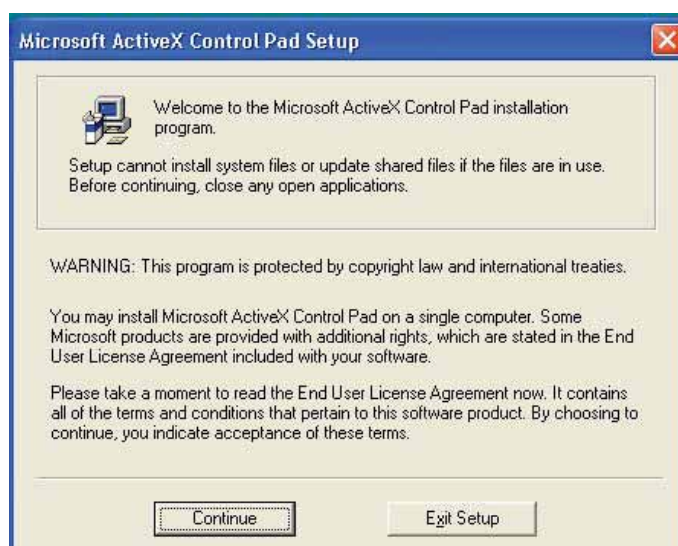 Microsoft ActiveX Control Pad Setup
Welcome to the Microsoft ActiveX Control Pad installation
program.
Setup cannot install system files or update shared files if the files are in use.
Before continuing, close any open applications.
WARNING: This program is protected by copyright law and international treaties.
You may install Microsoft ActiveX Control Pad on a single computer. Some
Microsoft products are provided with additional rights, which are stated in the End
User License Agreement included with your software.
Please take a moment to read the End User License Agreement now. It contains
all of the terms and conditions that pertain to this software product. By choosing to
continue, you indicate acceptance of these terms.
Continue
Exit Setup